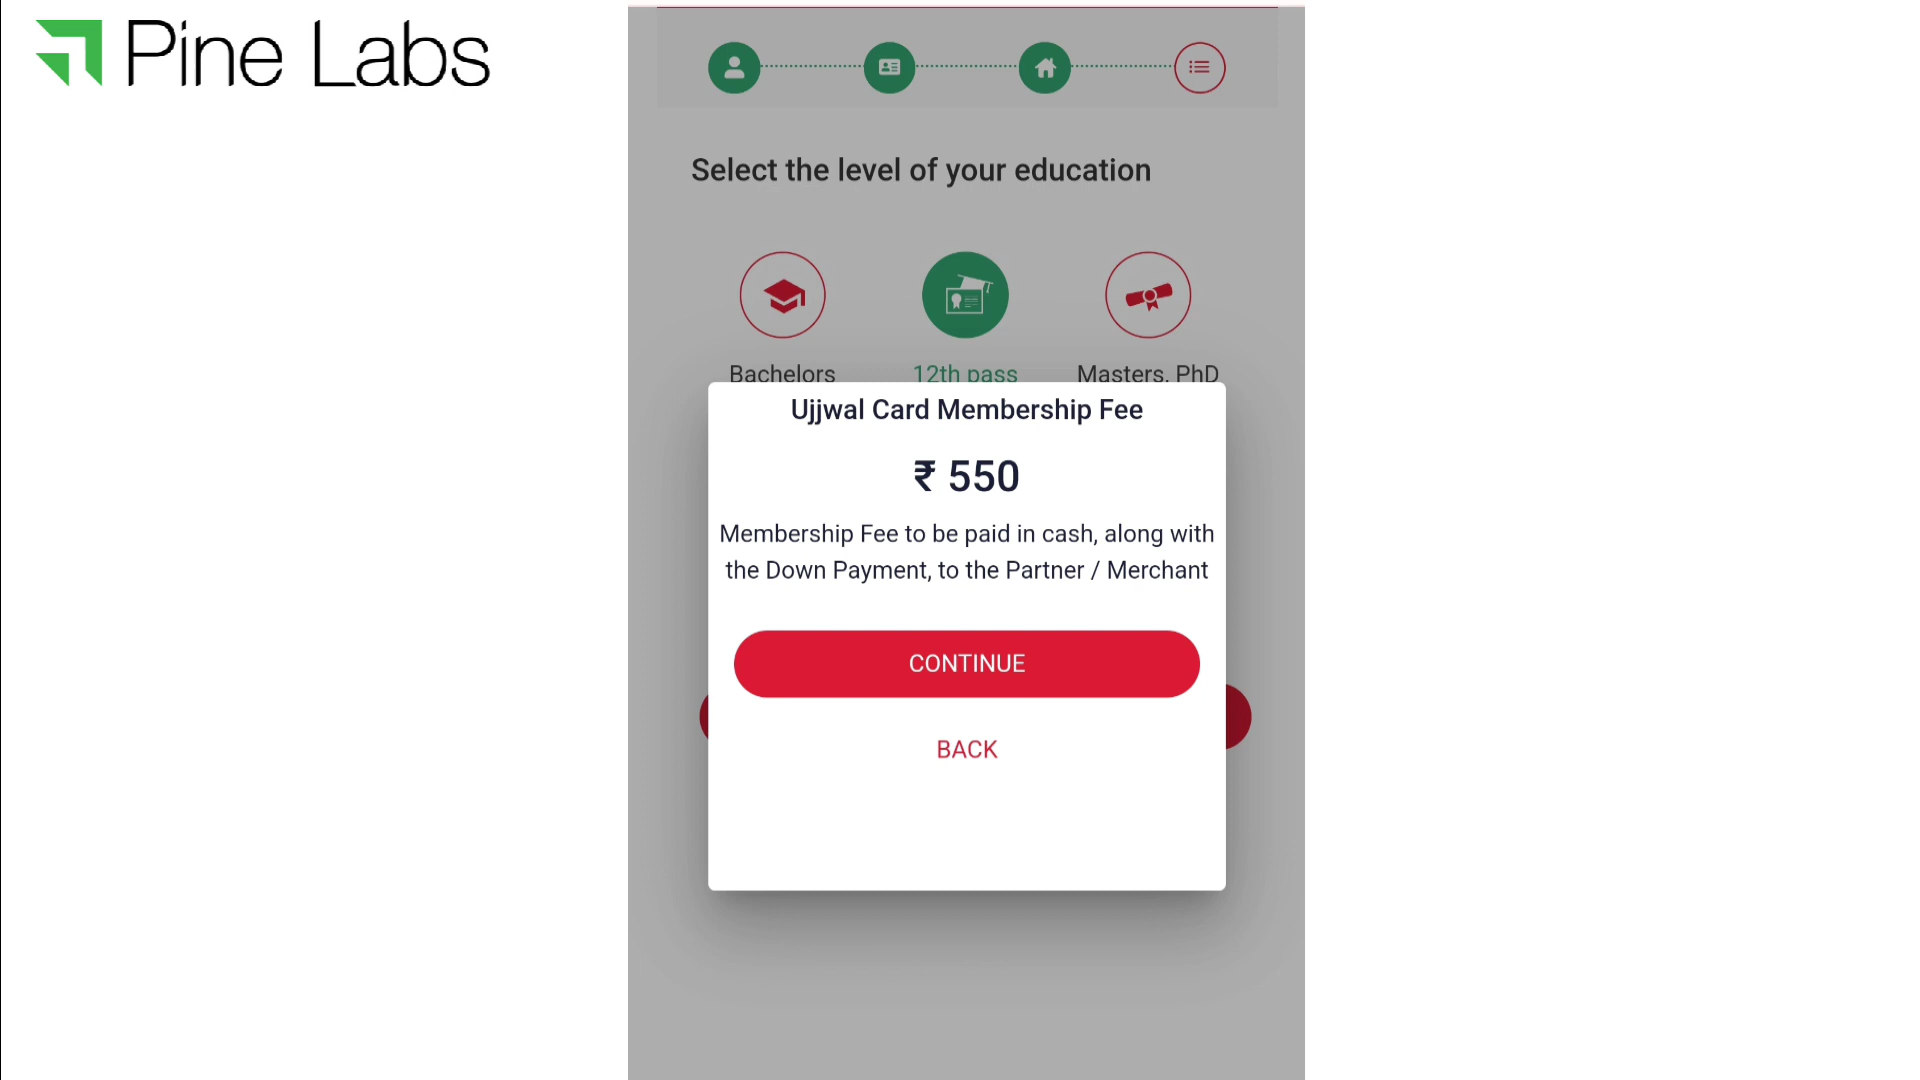 Pine Labs
Select the level of your education
Bachelors 12th pass Masters, PhD
Ujjwal Card Membership Fee
₹ 550
Membership Fee to be paid in cash, along with
the Down Payment, to the Partner / Merchant
CONTINUE
BACK